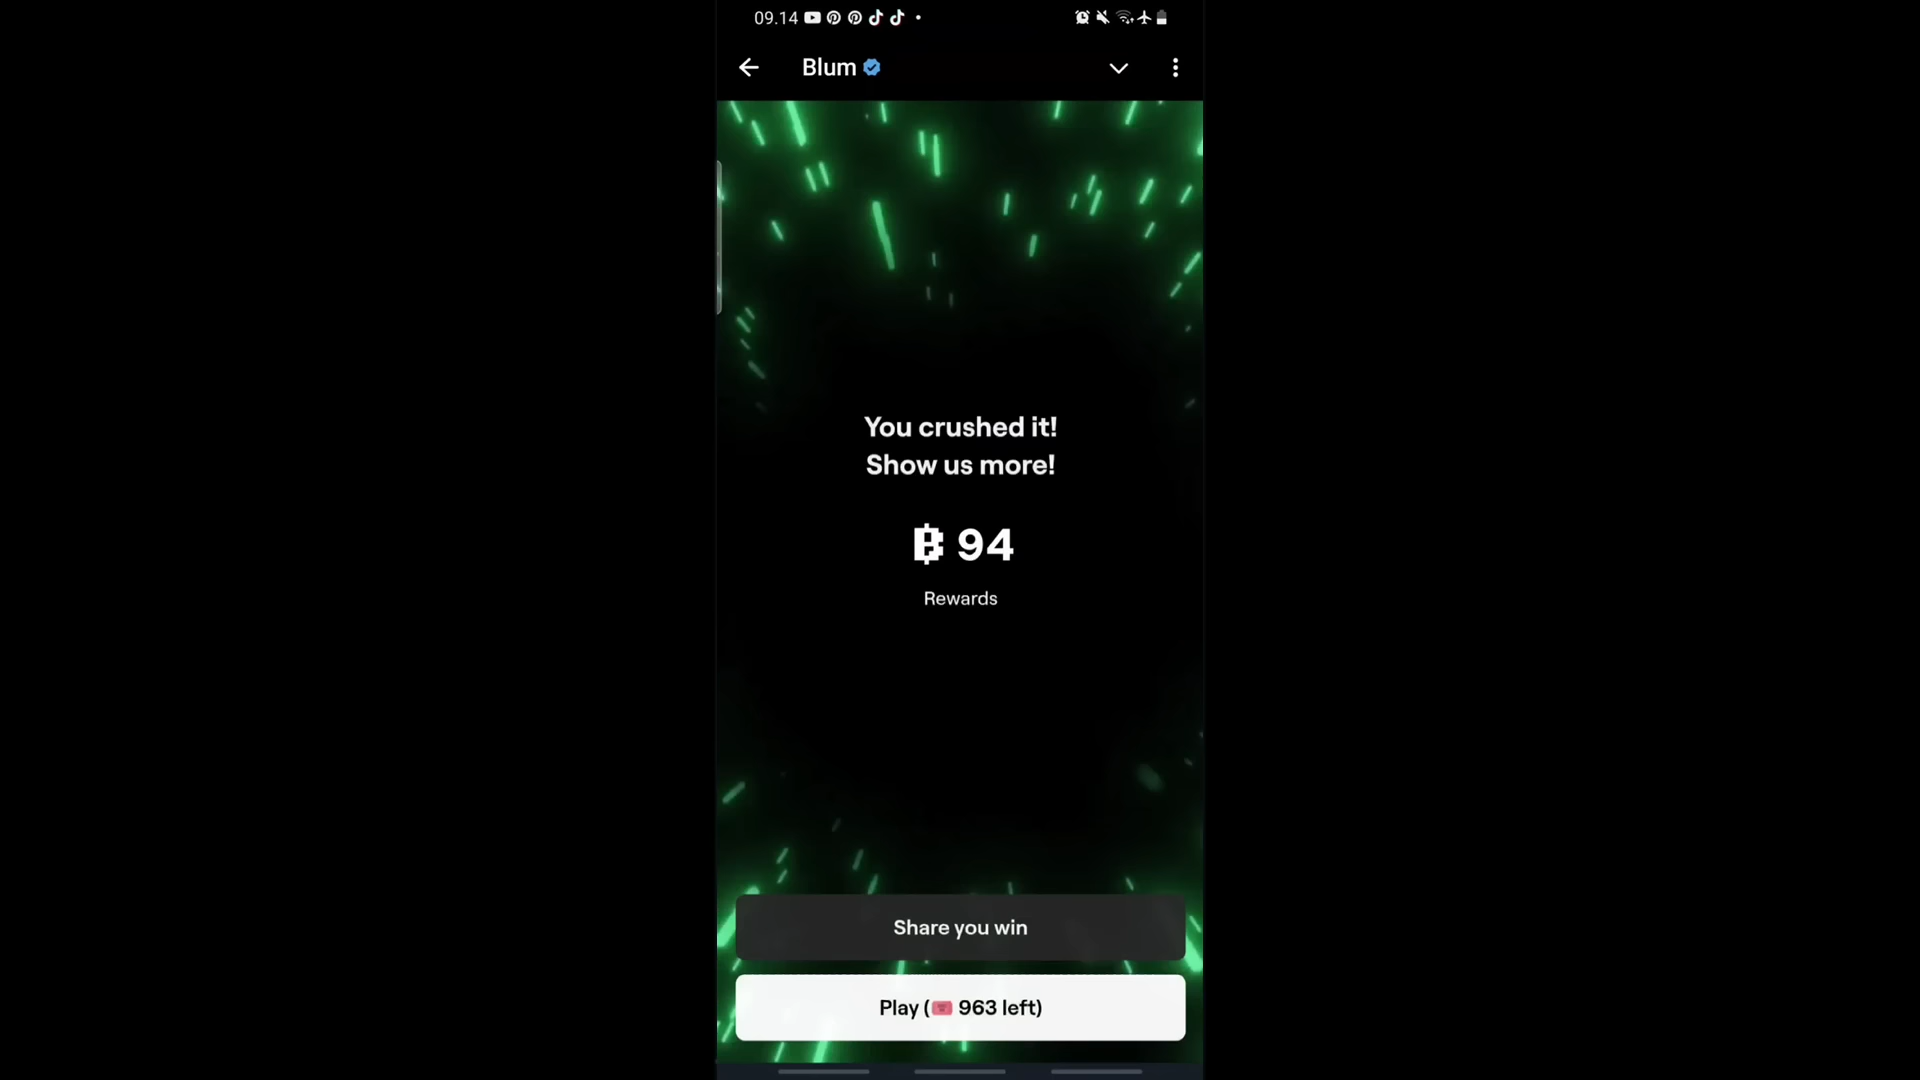 09.14
Blum
You crushed it!
Show us more!
94
Rewards
Share you win
Play (🎟️ 963 left)